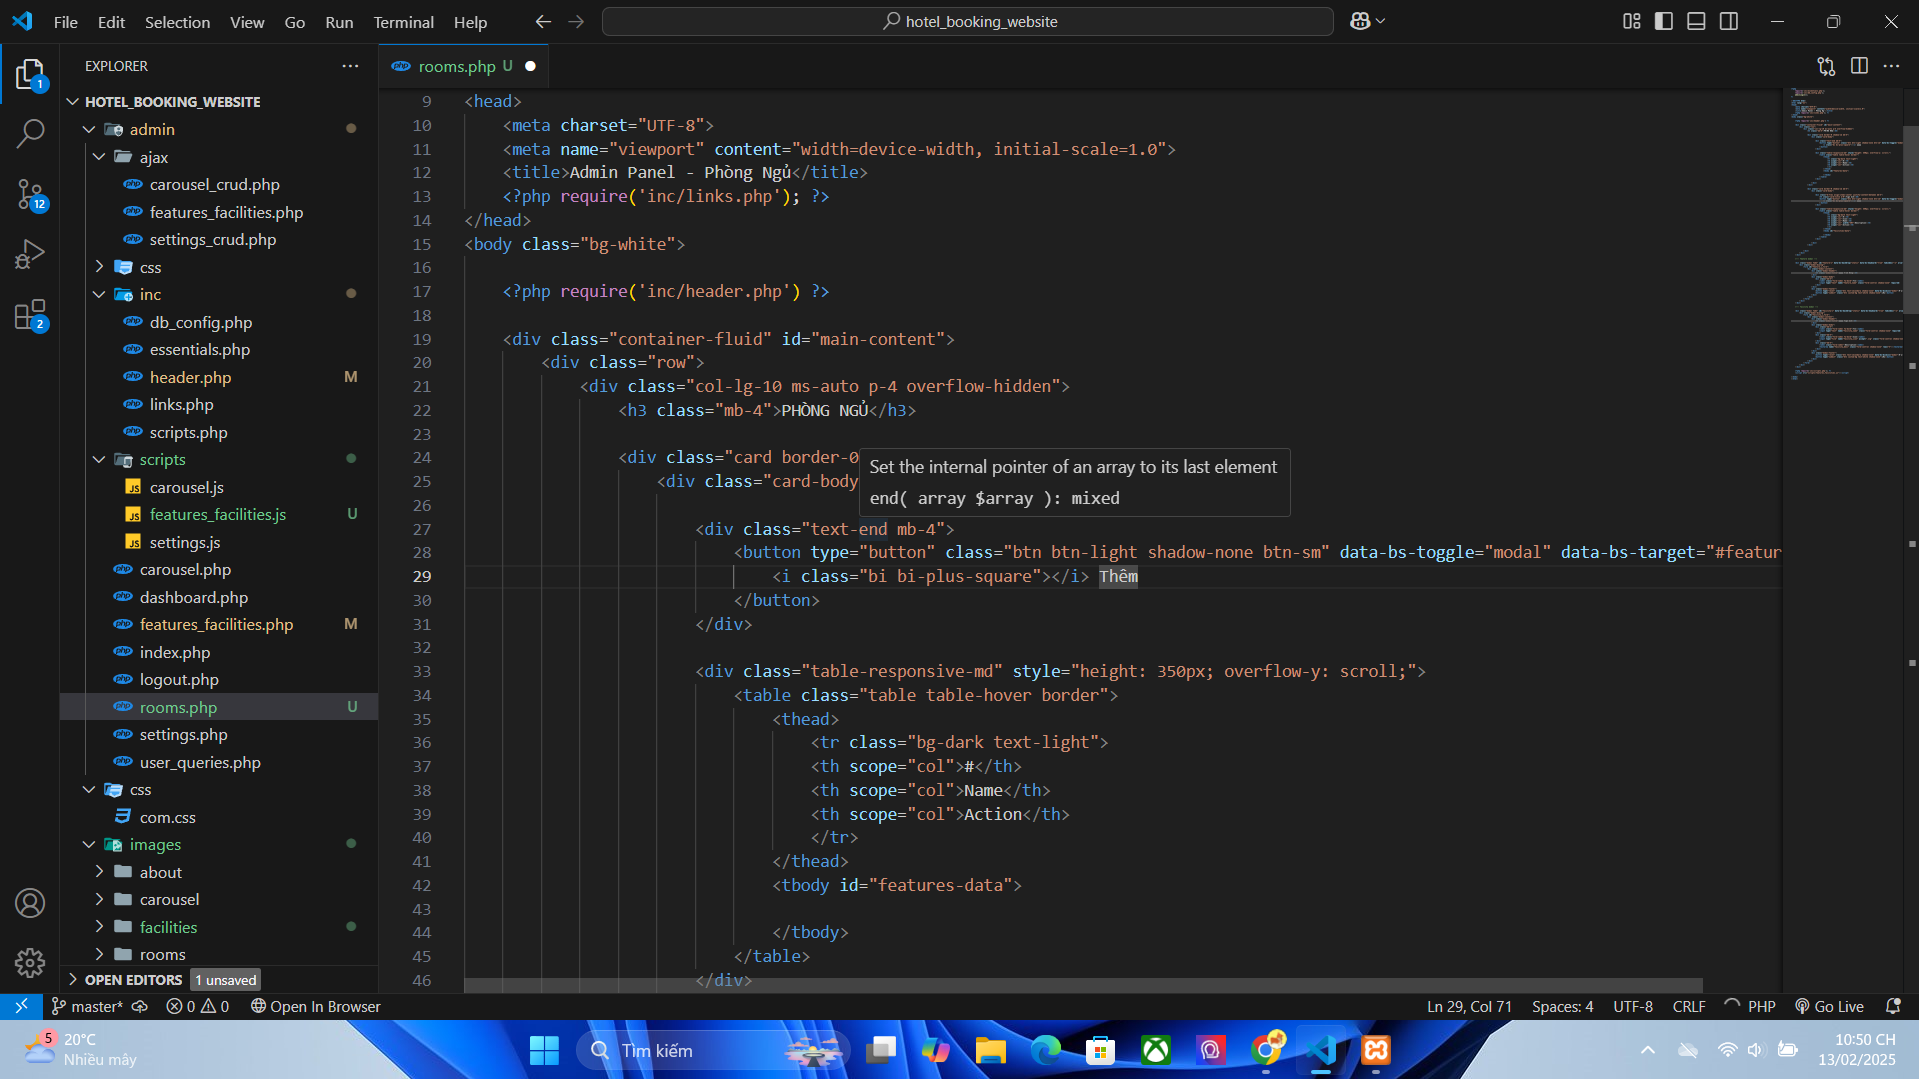 File Edit Selection View Go Run Terminal Help
hotel_booking_website
EXPLORER
rooms.php U
HOTEL_BOOKING_WEBSITE
admin
ajax
carousel_crud.php
features_facilities.php
settings_crud.php
css
inc
db_config.php
essentials.php
header.php M
links.php
scripts.php
scripts
carousel.js
features_facilities.js U
settings.js
carousel.php
dashboard.php
features_facilities.php M
index.php
logout.php
rooms.php U
settings.php
user_queries.php
css
com.css
images
about
carousel
facilities
rooms
OPEN EDITORS 1 unsaved
1
12
2
9 <head>
10 <meta charset="UTF-8">
11 <meta name="viewport" content="width=device-width, initial-scale=1.0">
12 <title>Admin Panel - Phòng Ngủ</title>
13 <?php require('inc/links.php'); ?>
14 </head>
15 <body class="bg-white">
16
17 <?php require('inc/header.php') ?>
18
19 <div class="container-fluid" id="main-content">
20 <div class="row">
21 <div class="col-lg-10 ms-auto p-4 overflow-hidden">
22 <h3 class="mb-4">PHÒNG NGỦ</h3>
23
24 <div class="card border-0
25 <div class="card-body
Set the internal pointer of an array to its last element
end( array $array ): mixed
26
27 <div class="text-end mb-4">
28 <button type="button" class="btn btn-light shadow-none btn-sm" data-bs-toggle="modal" data-bs-target="#featur
29 <i class="bi bi-plus-square"></i> Thêm
30 </button>
31 </div>
32
33 <div class="table-responsive-md" style="height: 350px; overflow-y: scroll;">
34 <table class="table table-hover border">
35 <thead>
36 <tr class="bg-dark text-light">
37 <th scope="col">#</th>
38 <th scope="col">Name</th>
39 <th scope="col">Action</th>
40 </tr>
41 </thead>
42 <tbody id="features-data">
43
44 </tbody>
45 </table>
46 </div>
master* 0 0 Open In Browser Ln 29, Col 71 Spaces: 4 UTF-8 CRLF PHP Go Live
5
20°C
Nhiều mây
Tìm kiếm
10:50 CH
13/02/2025